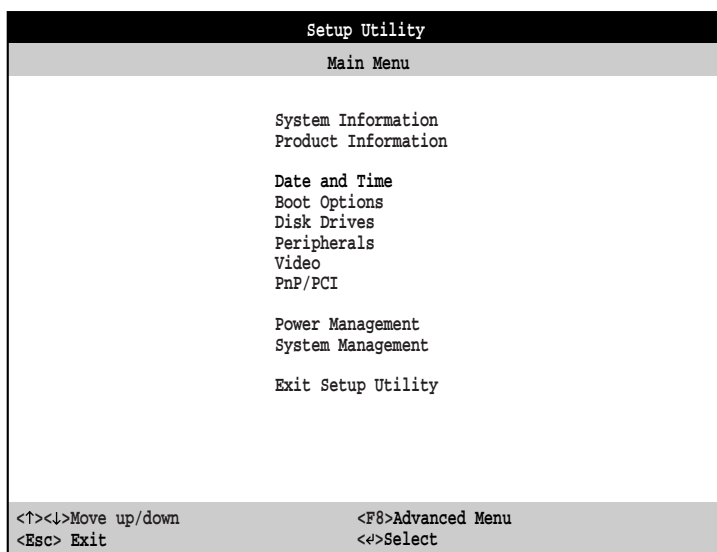 Setup Utility
Main Menu
System Information
Product Information
Date and Time
Boot Options
Disk Drives
Peripherals
Video
PnP/PCI
Power Management
System Management
Exit Setup Utility
<↑><↓>Move up/down <F8>Advanced Menu
<Esc> Exit <↵>Select